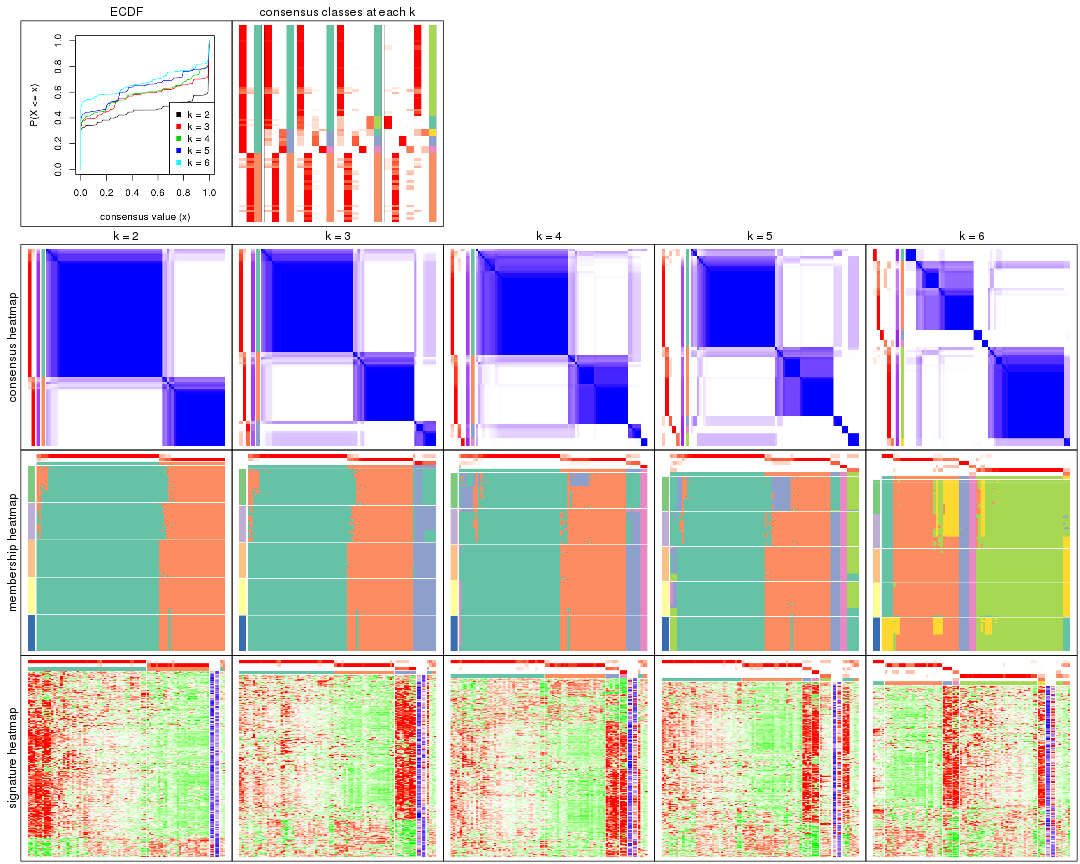 ECDF
consensus classes at each k
P(X <= x)
0.0 0.2 0.4 0.6 0.8 1.0
k = 2
k = 3
k = 4
k = 5
k = 6
0.0 0.2 0.4 0.6 0.8 1.0
consensus value (x)
k = 2
k = 3
k = 4
k = 5
k = 6
consensus heatmap
membership heatmap
signature heatmap